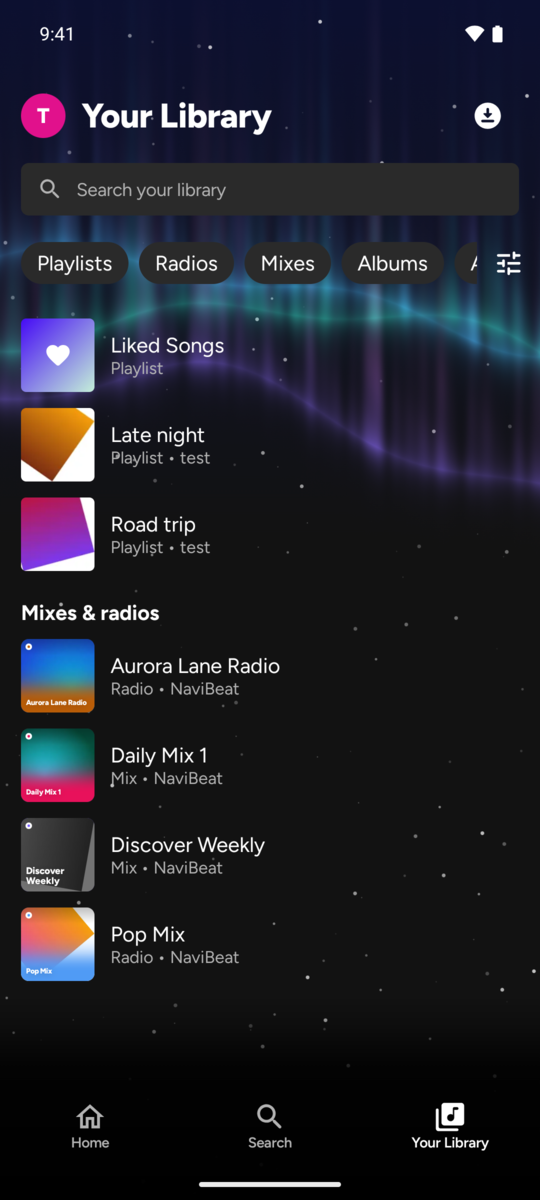 9:41
T
Your Library
Search your library
Playlists
Radios
Mixes
Albums
Liked Songs
Playlist
Late night
Playlist • test
Road trip
Playlist • test
Mixes & radios
Aurora Lane Radio
Aurora Lane Radio
Radio • NaviBeat
Daily Mix 1
Daily Mix 1
Mix • NaviBeat
Discover
Weekly
Discover Weekly
Mix • NaviBeat
Pop Mix
Pop Mix
Radio • NaviBeat
Home
Search
Your Library